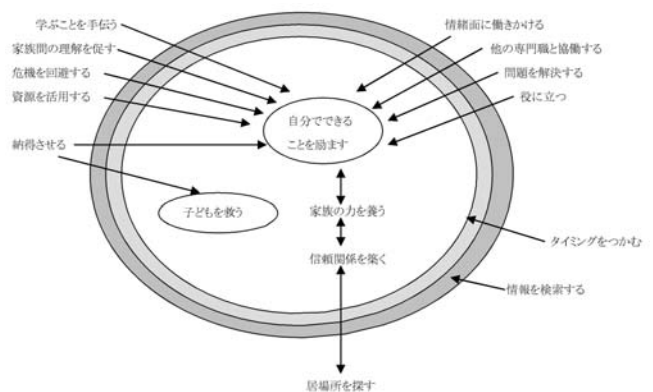 学ぶことを手伝う
家族間の理解を促す
危機を回避する
資源を活用する
納得させる
情緒面に働きかける
他の専門職と協働する
問題を解決する
役に立つ
自分でできる
ことを励ます
子どもを救う
家族の力を養う
信頼関係を築く
タイミングをつかむ
情報を検索する
居場所を探す